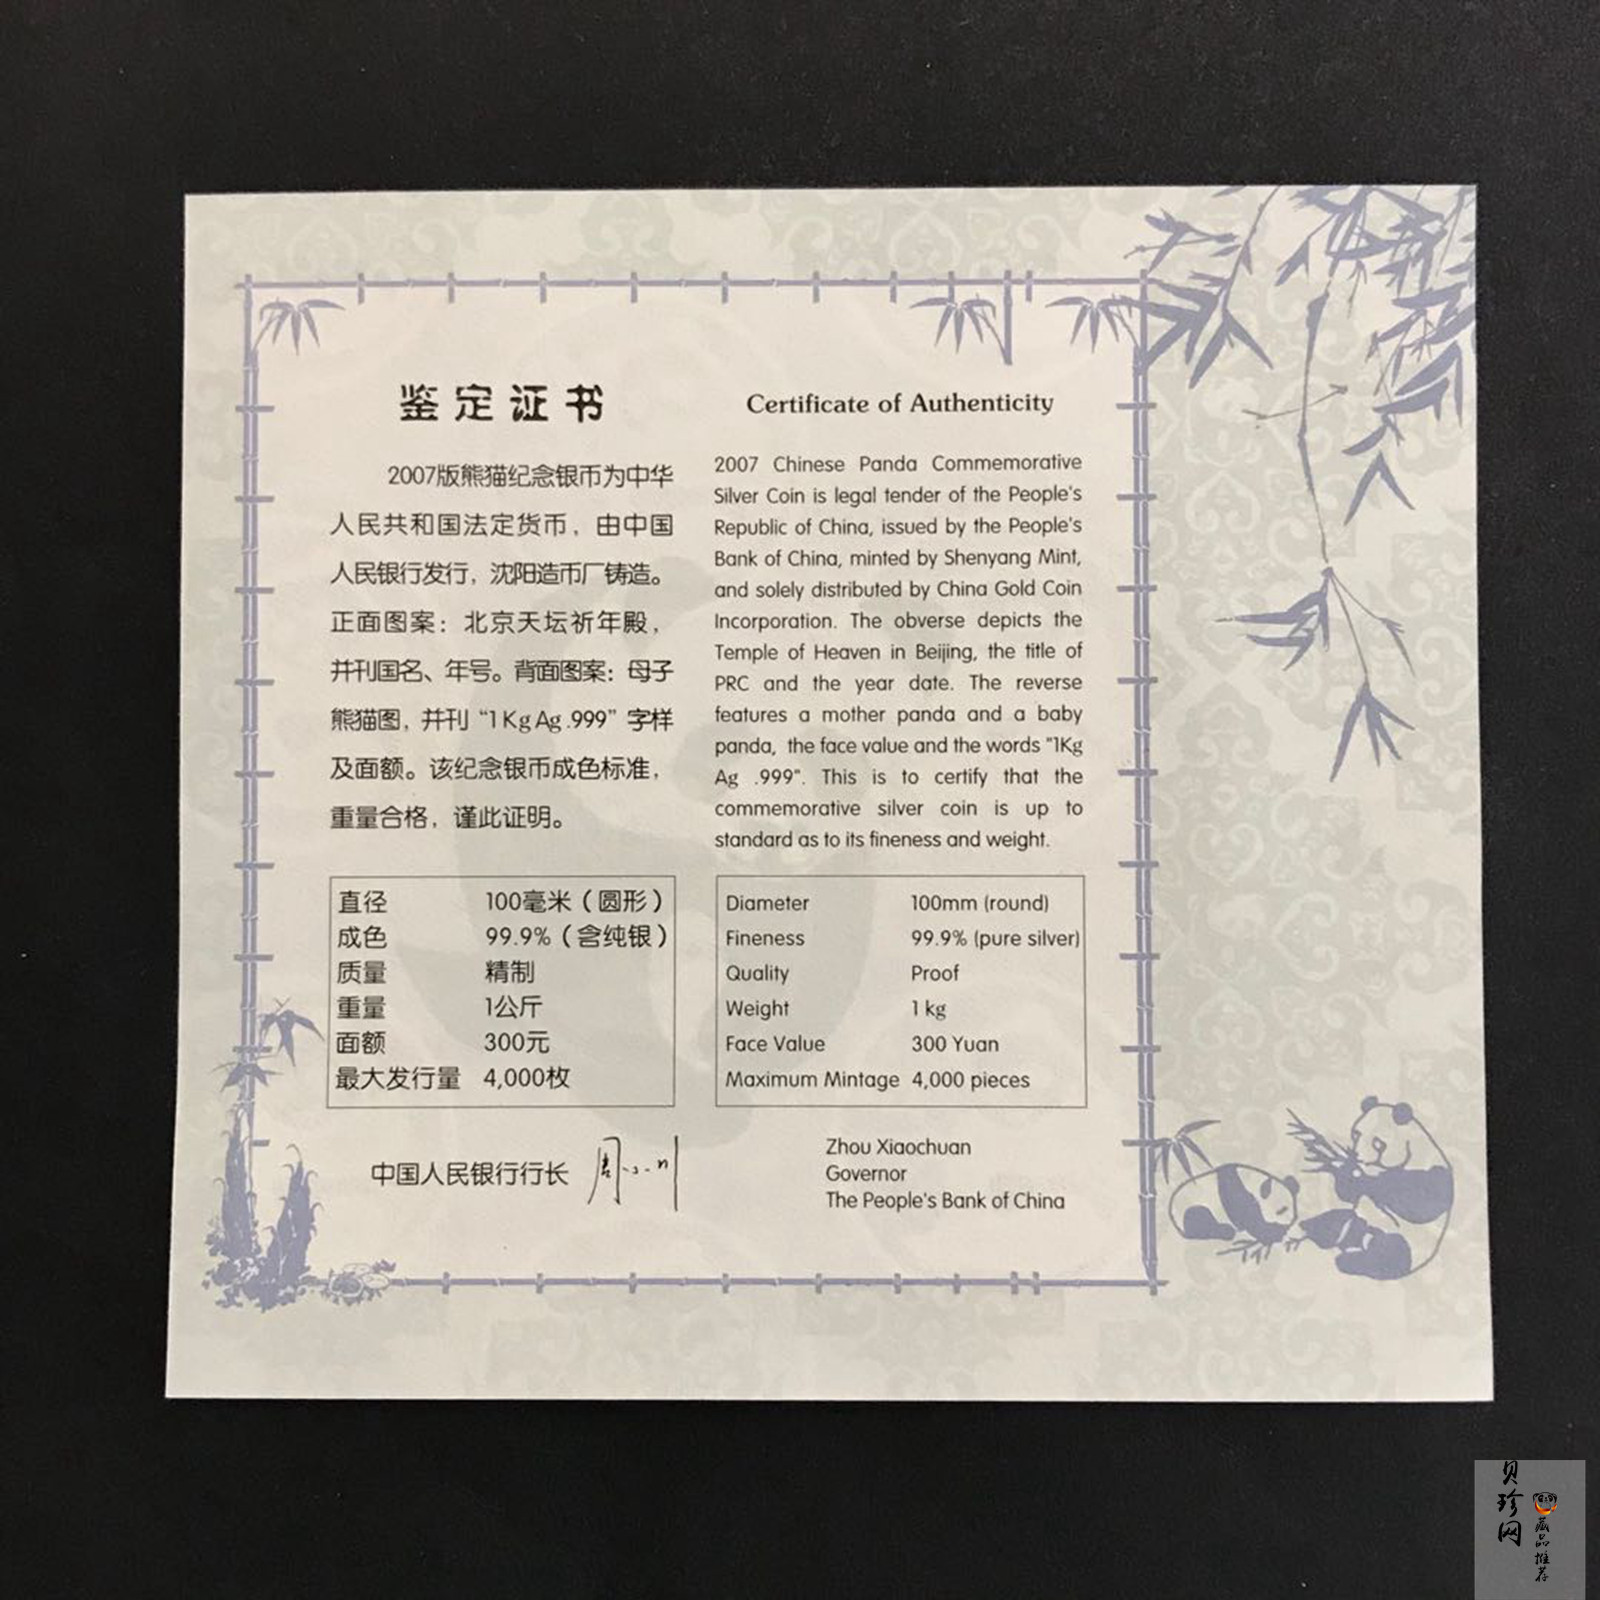 鉴定证书
2007版熊猫纪念银币为中华
人民共和国法定货币，由中国
人民银行发行，沈阳造币厂铸造。
正面图案：北京天坛祈年殿，
并刊国名、年号。背面图案：母子
熊猫图，并刊“1Kg Ag .999”字样
及面额。该纪念银币成色标准，
重量合格，谨此证明。
直径 100毫米（圆形）
成色 99.9%（含纯银）
质量 精制
重量 1公斤
面额 300元
最大发行量 4,000枚
中国人民银行行长 周小川
Certificate of Authenticity
2007 Chinese Panda Commemorative
Silver Coin is legal tender of the People's
Republic of China, issued by the People's
Bank of China, minted by Shenyang Mint,
and solely distributed by China Gold Coin
Incorporation. The obverse depicts the
Temple of Heaven in Beijing, the title of
PRC and the year date. The reverse
features a mother panda and a baby
panda, the face value and the words "1Kg
Ag .999". This is to certify that the
commemorative silver coin is up to
standard as to its fineness and weight.
Diameter 100mm (round)
Fineness 99.9% (pure silver)
Quality Proof
Weight 1 kg
Face Value 300 Yuan
Maximum Mintage 4,000 pieces
Zhou Xiaochuan
Governor
The People's Bank of China
贝珍网
藏品推荐